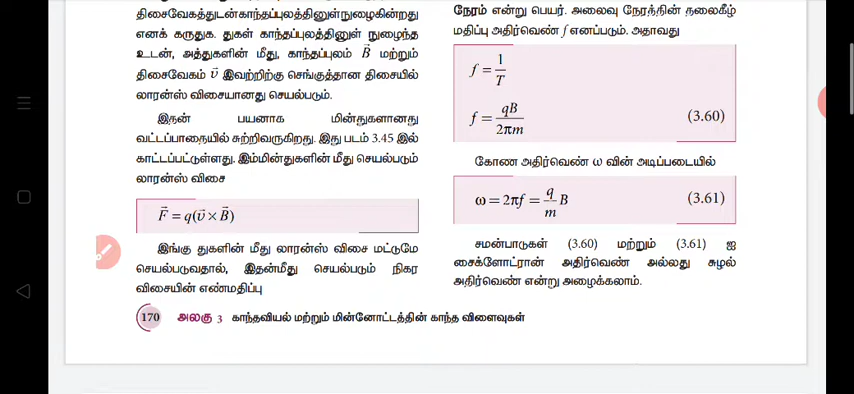 திசைவேகத்துடன்காந்தப்புலத்தினுள்நுழைகின்றது
எனக் கருதுக. துகள் காந்தப்புலத்தினுள் நுழைந்த
உடன், அத்துகளின் மீது, காந்தப்புலம் B⃗ மற்றும்
திசைவேகம் υ⃗ இவற்றிற்கு செங்குத்தான திசையில்
லாரன்ஸ் விசையானது செயல்படும்.
இதன் பயனாக மின்துகளானது
வட்டப்பாதையில் சுற்றிவருகிறது. இது படம் 3.45 இல்
காட்டப்பட்டுள்ளது. இம்மின்துகளின் மீது செயல்படும்
லாரன்ஸ் விசை
F⃗ = q(υ⃗ × B⃗)
இங்கு துகளின் மீது லாரன்ஸ் விசை மட்டுமே
செயல்படுவதால், இதன்மீது செயல்படும் நிகர
விசையின் எண்மதிப்பு
நேரம் என்று பெயர். அலைவு நேரத்தின் தலைகீழ்
மதிப்பு அதிர்வெண் f எனப்படும். அதாவது
f = 1/T
f = qB/2πm (3.60)
கோண அதிர்வெண் ω வின் அடிப்படையில்
ω = 2πf = q/m B (3.61)
சமன்பாடுகள் (3.60) மற்றும் (3.61) ஐ
சைக்ளோட்ரான் அதிர்வெண் அல்லது சுழல்
அதிர்வெண் என்று அழைக்கலாம்.
170 அலகு 3 காந்தவியல் மற்றும் மின்னோட்டத்தின் காந்த விளைவுகள்